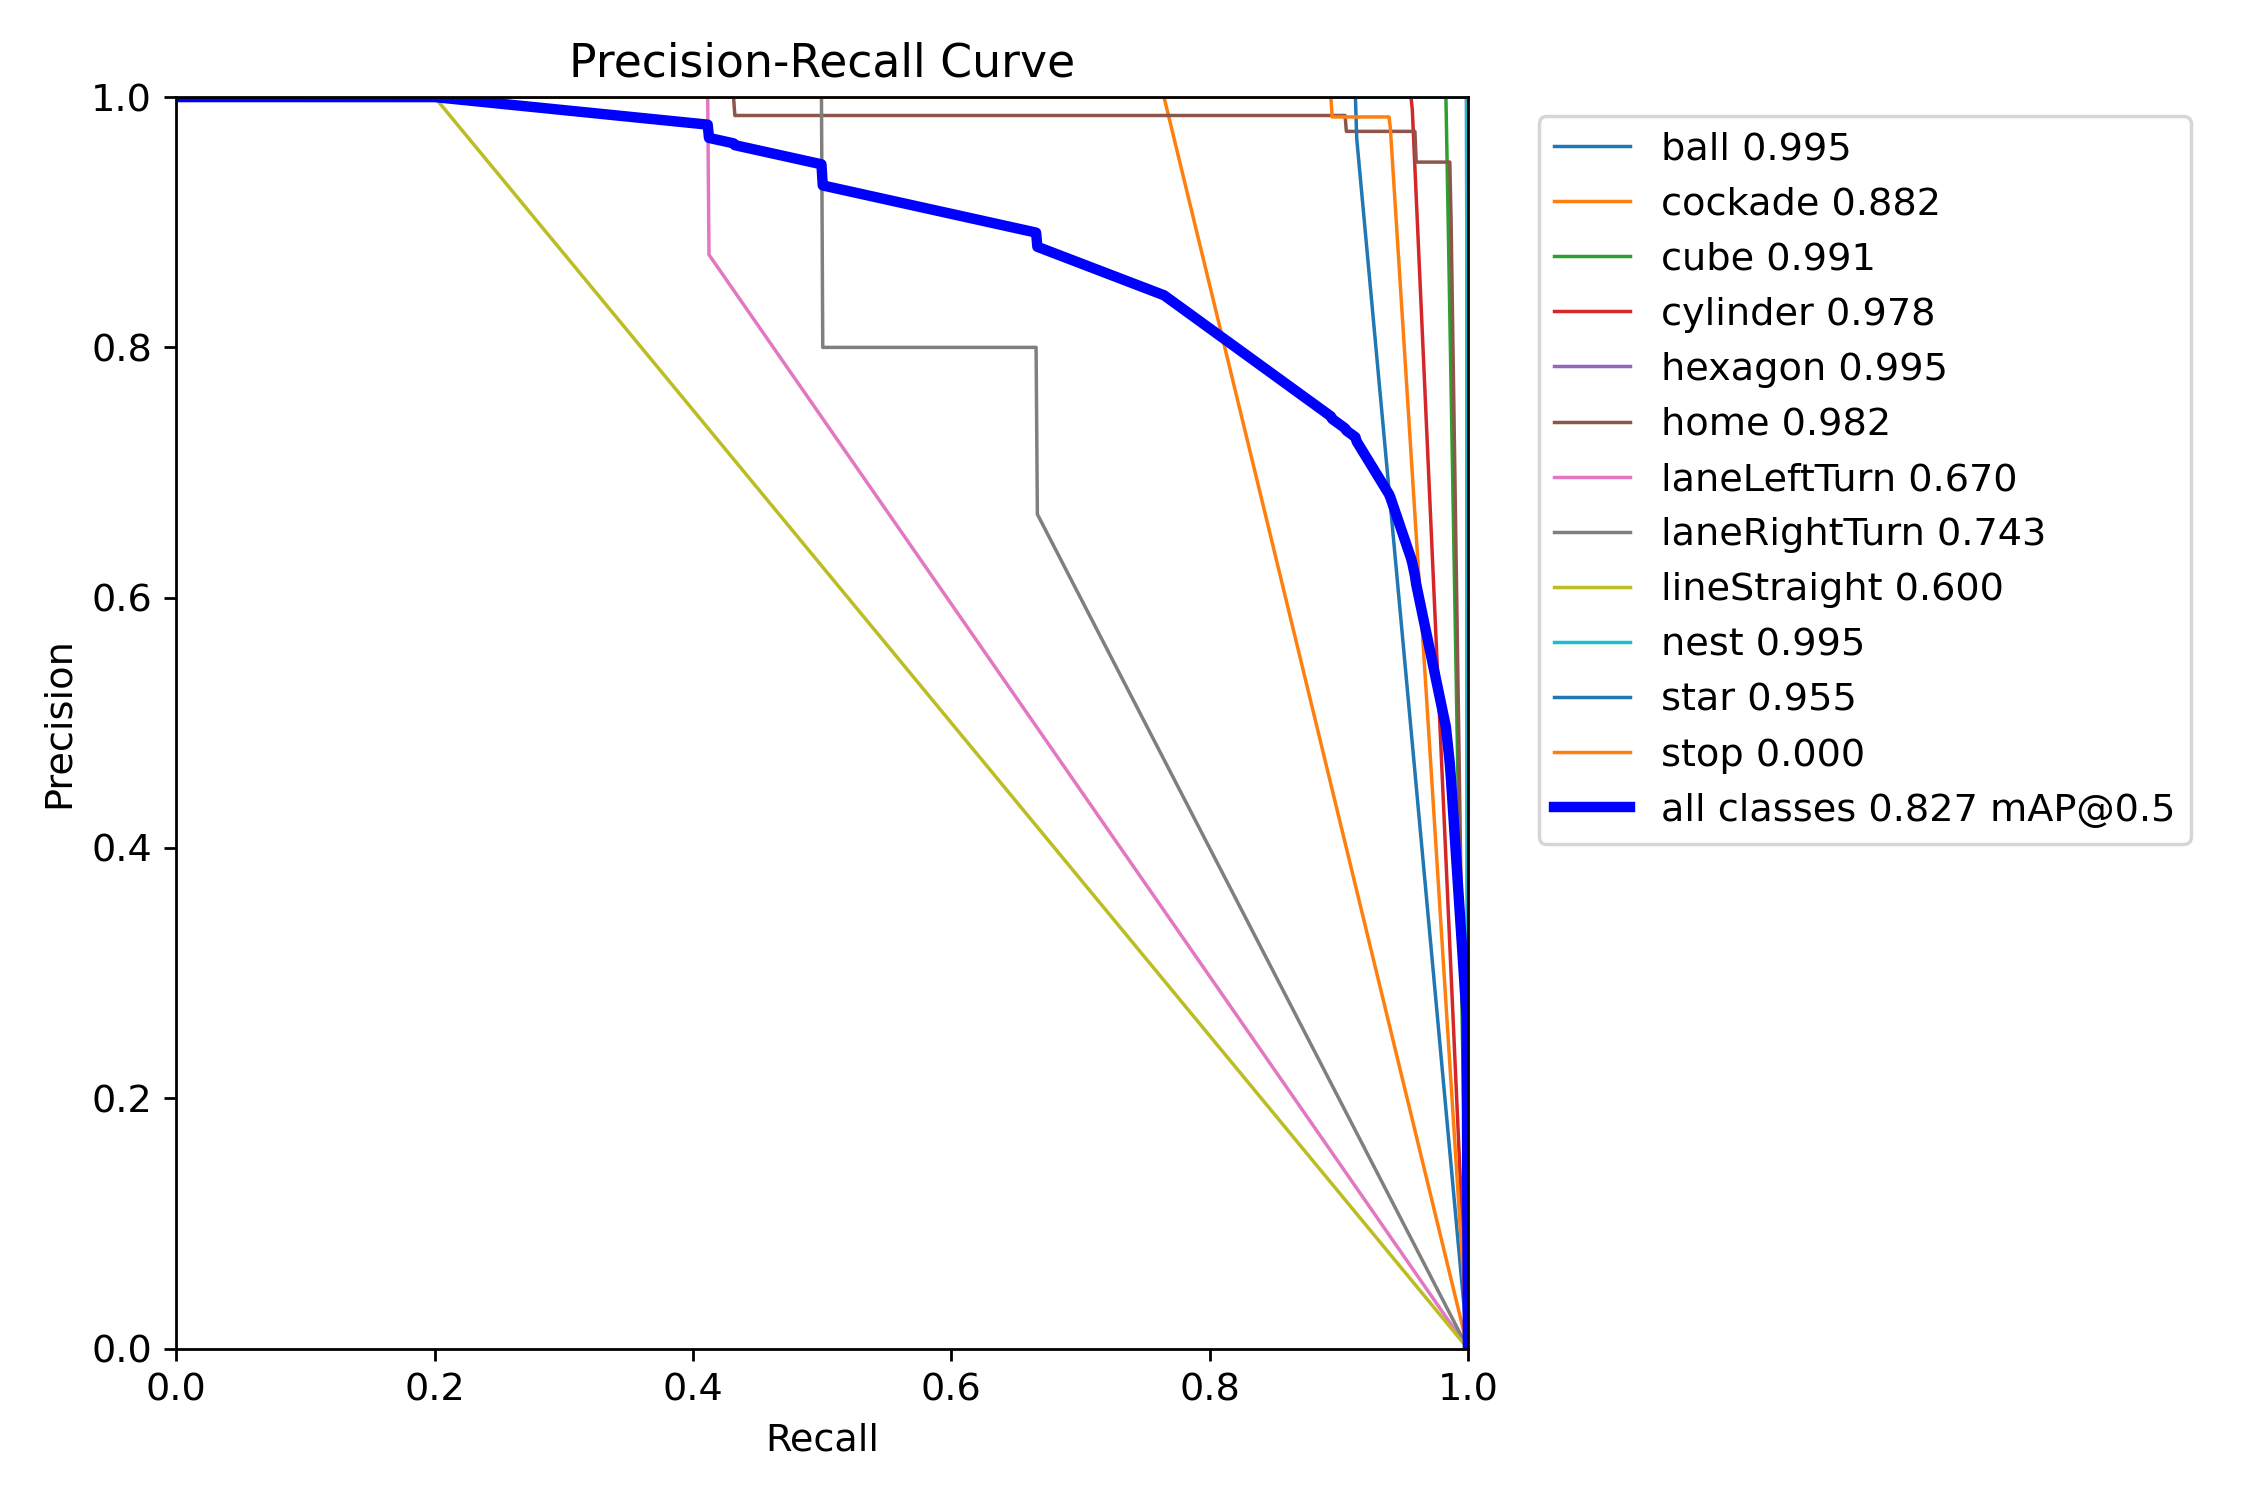 Precision-Recall Curve
1.0
0.8
0.6
0.4
0.2
0.0
Precision
0.0 0.2 0.4 0.6 0.8 1.0
Recall
ball 0.995
cockade 0.882
cube 0.991
cylinder 0.978
hexagon 0.995
home 0.982
laneLeftTurn 0.670
laneRightTurn 0.743
lineStraight 0.600
nest 0.995
star 0.955
stop 0.000
all classes 0.827 mAP@0.5